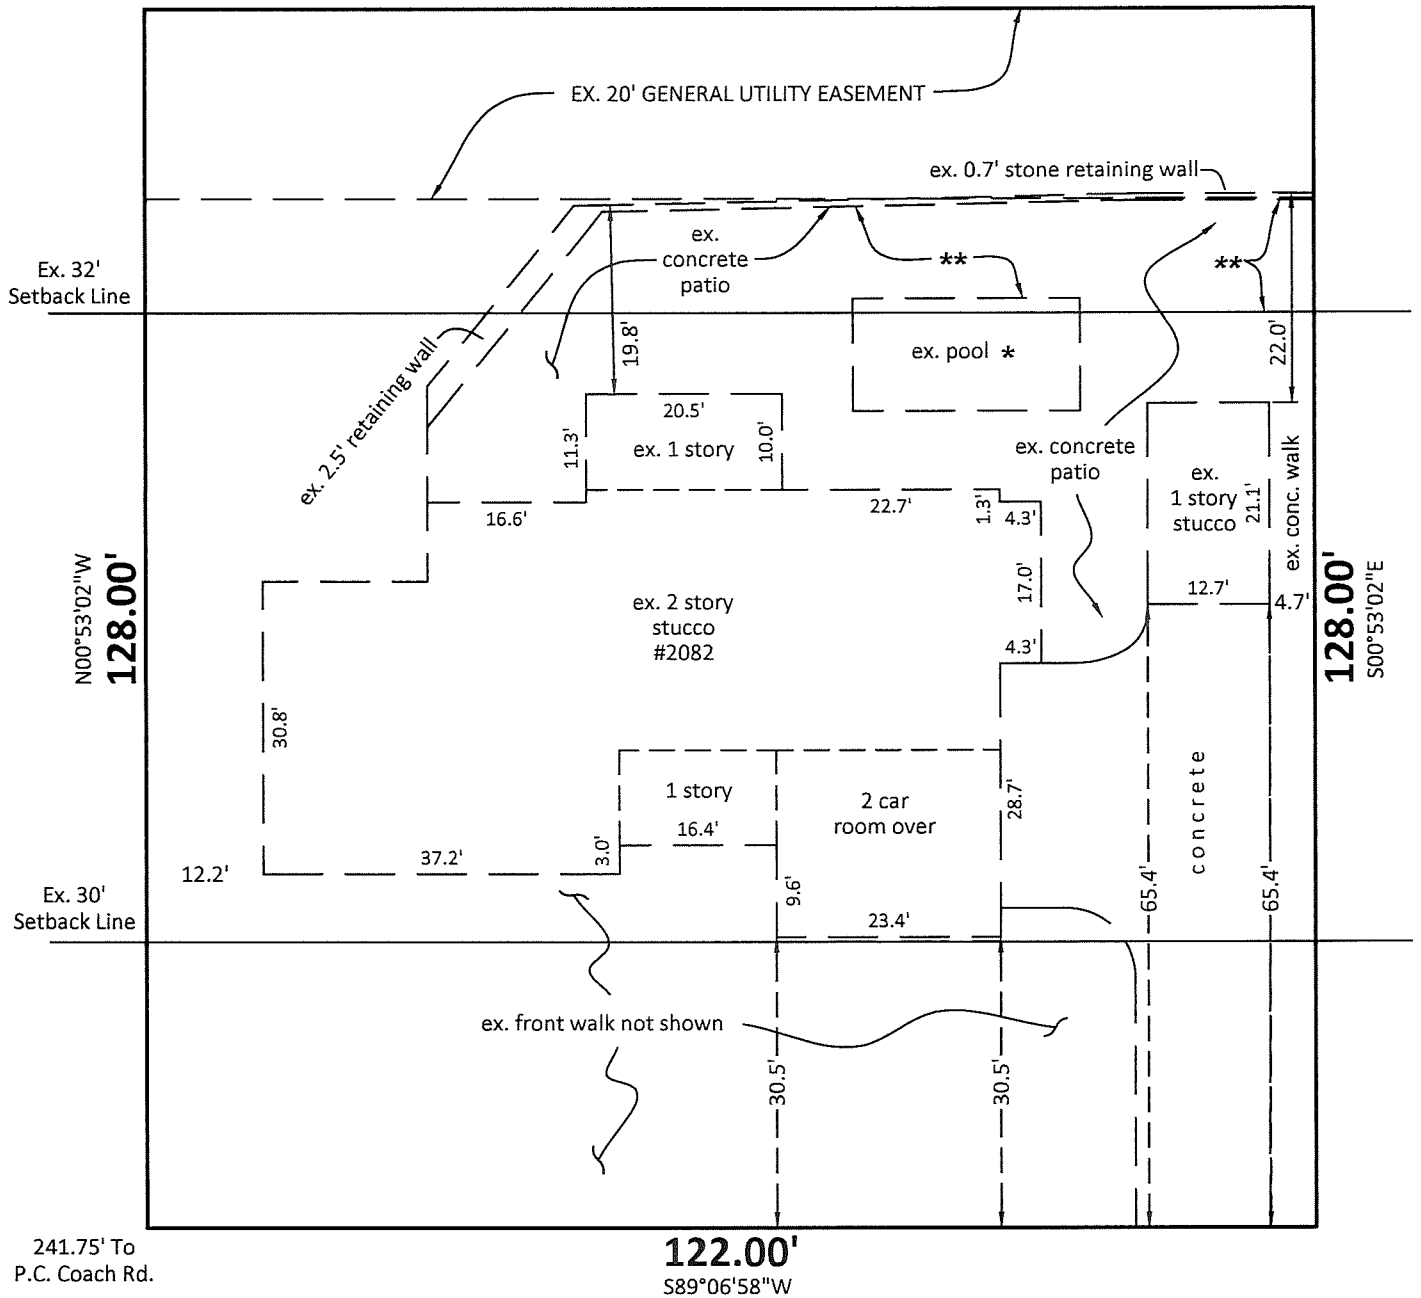 EX. 20' GENERAL UTILITY EASEMENT
ex. 0.7' stone retaining wall
ex.
concrete
patio
**
**
Ex. 32'
Setback Line
19.8'
22.0'
ex. pool *
ex. 2.5' retaining wall
20.5'
11.3'
ex. 1 story
10.0'
ex. concrete
patio
ex.
1 story
stucco
21.1'
ex. conc. walk
16.6'
22.7'
1.3'
4.3'
17.0'
12.7'
4.7'
N00°53'02"W
128.00'
128.00'
S00°53'02"E
ex. 2 story
stucco
#2082
4.3'
30.8'
1 story
16.4'
2 car
room over
28.7'
concrete
3.0'
37.2'
12.2'
9.6'
23.4'
65.4'
65.4'
Ex. 30'
Setback Line
ex. front walk not shown
30.5'
30.5'
241.75' To
P.C. Coach Rd.
122.00'
S89°06'58"W